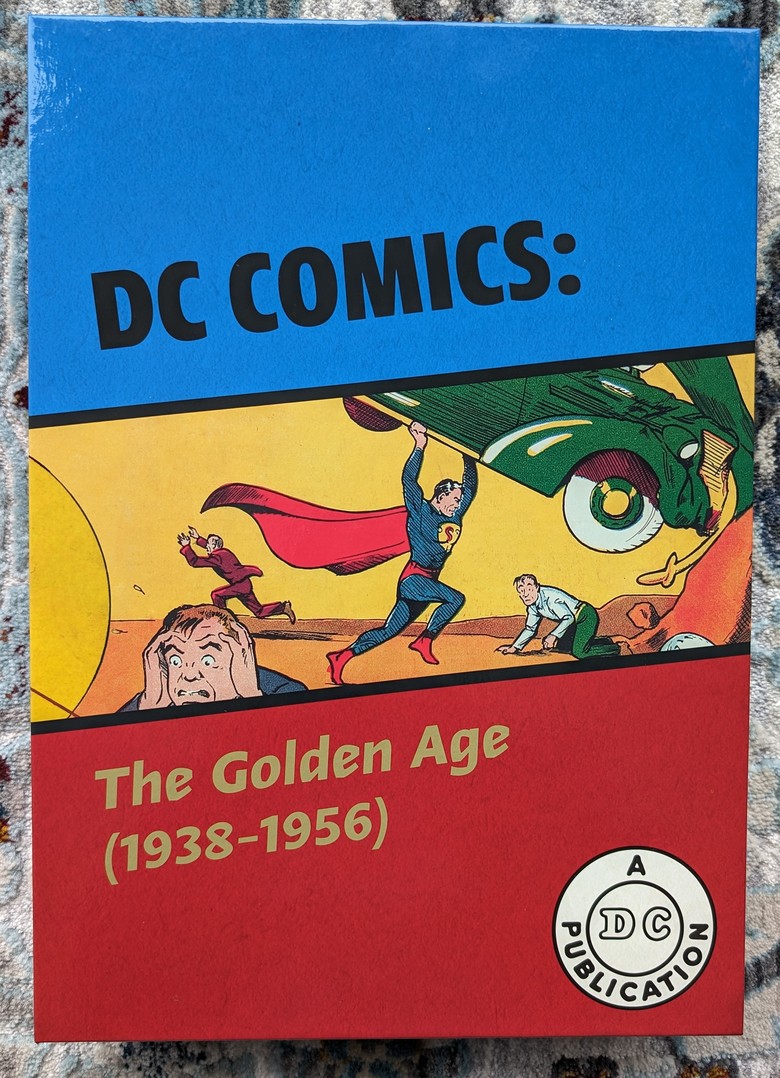 DC COMICS:
S
The Golden Age
(1938–1956)
A
DC
PUBLICATION